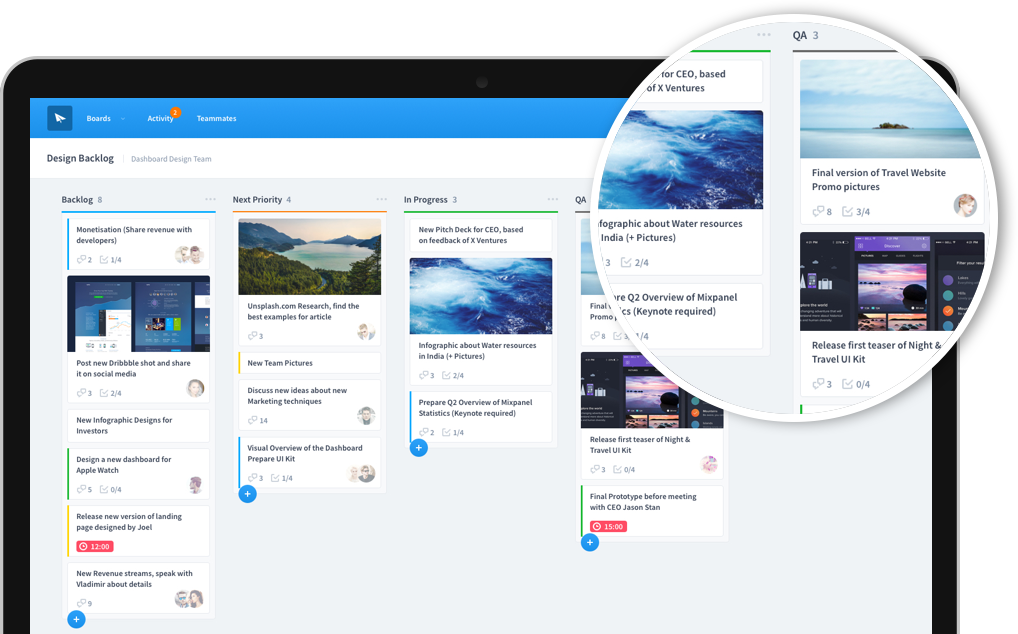 Boards
Activity
2
Teammates
Design Backlog
Dashboard Design Team
Backlog 8
Monetisation (Share revenue with
developers)
2 1/4
Post new Dribbble shot and share
it on social media
3 2/4
New Infographic Designs for
Investors
Design a new dashboard for
Apple Watch
5 0/4
Release new version of landing
page designed by Joel
12:00
New Revenue streams, speak with
Vladimir about details
9
Next Priority 4
Unsplash.com Research, find the
best examples for article
3
New Team Pictures
Discuss new ideas about new
Marketing techniques
14
Visual Overview of the Dashboard
Prepare UI Kit
3 1/4
In Progress 3
New Pitch Deck for CEO, based
on feedback of X Ventures
Infographic about Water resources
in India (+ Pictures)
3 2/4
Prepare Q2 Overview of Mixpanel
Statistics (Keynote required)
2 1/4
QA
Final
Promo
8
Release first teaser of Night &
Travel UI Kit
3 0/4
Final Prototype before meeting
with CEO Jason Stan
15:00
for CEO, based
of X Ventures
nfographic about Water resources
India (+ Pictures)
3 2/4
re Q2 Overview of Mixpanel
tics (Keynote required)
1/4
QA 3
Final version of Travel Website
Promo pictures
8 3/4
Discover
Filter your
Explore the world
Release first teaser of Night &
Travel UI Kit
3 0/4